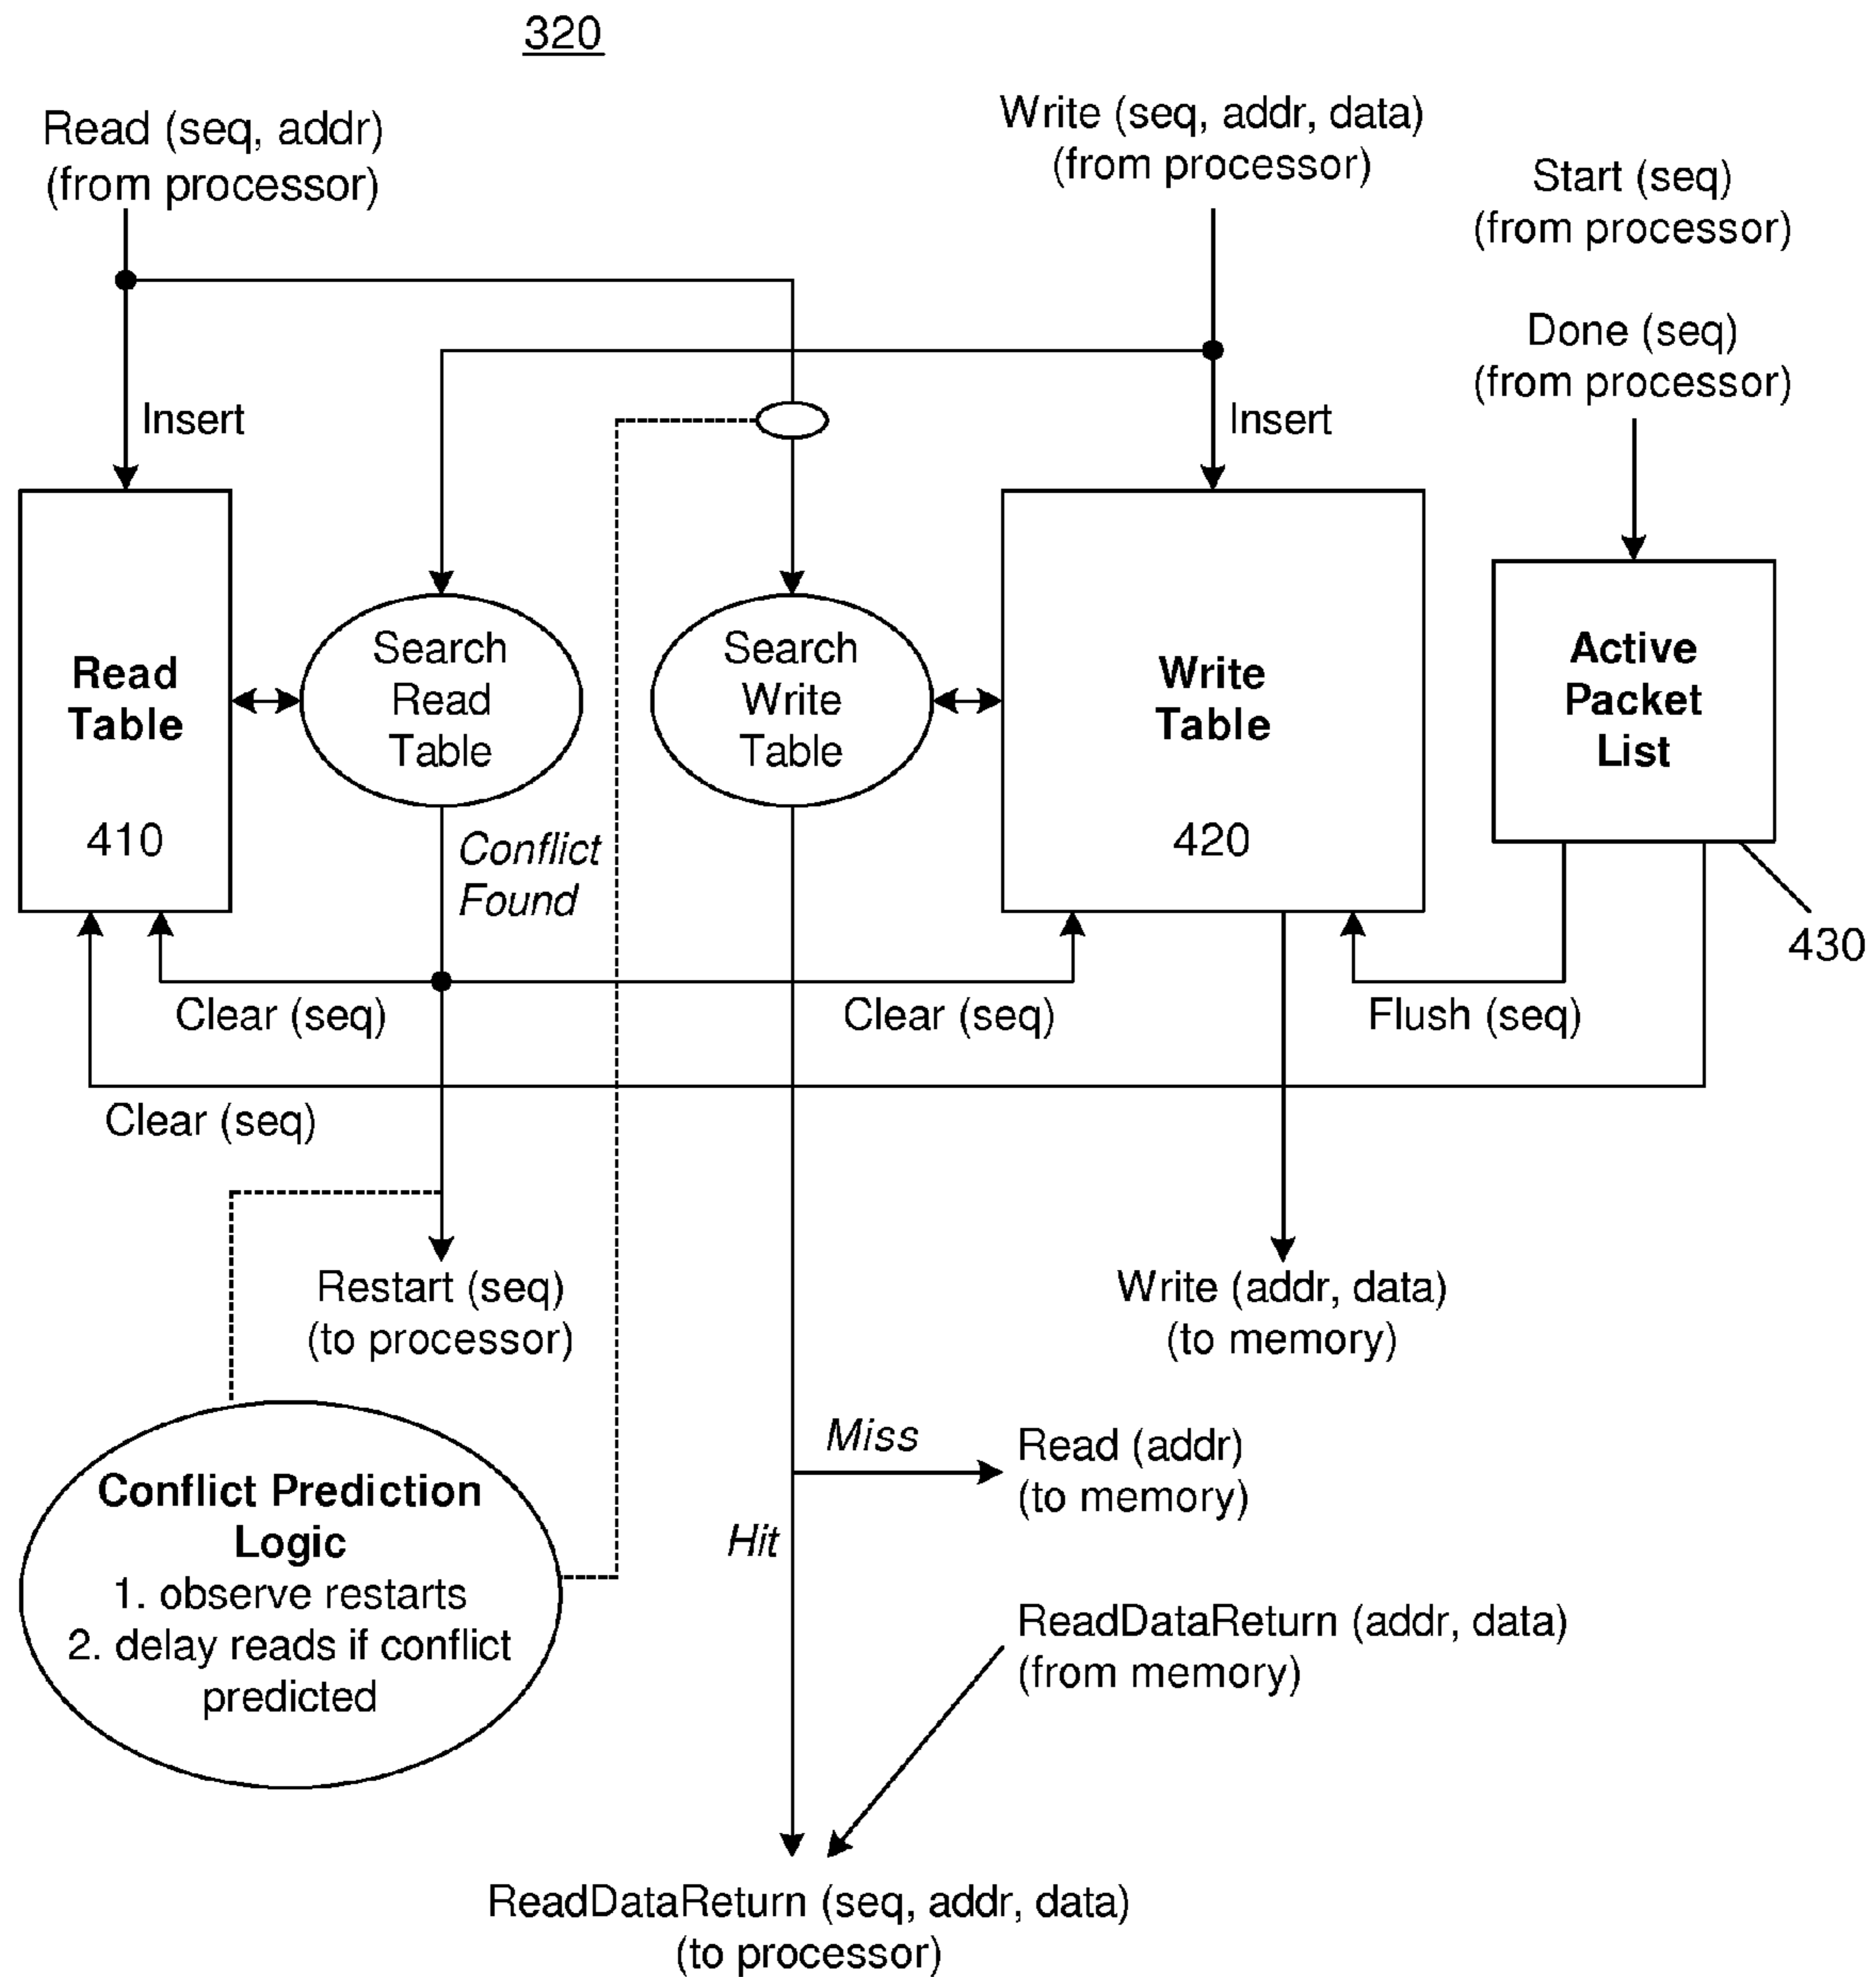 320
Read (seq, addr)
(from processor)
Write (seq, addr, data)
(from processor)
Start (seq)
(from processor)
Done (seq)
(from processor)
Insert
Insert
Read
Table
410
Search
Read
Table
Search
Write
Table
Write
Table
420
Active
Packet
List
430
Conflict
Found
Clear (seq)
Clear (seq)
Flush (seq)
Clear (seq)
Restart (seq)
(to processor)
Write (addr, data)
(to memory)
Miss
Read (addr)
(to memory)
Hit
Conflict Prediction
Logic
1. observe restarts
2. delay reads if conflict
predicted
ReadDataReturn (addr, data)
(from memory)
ReadDataReturn (seq, addr, data)
(to processor)